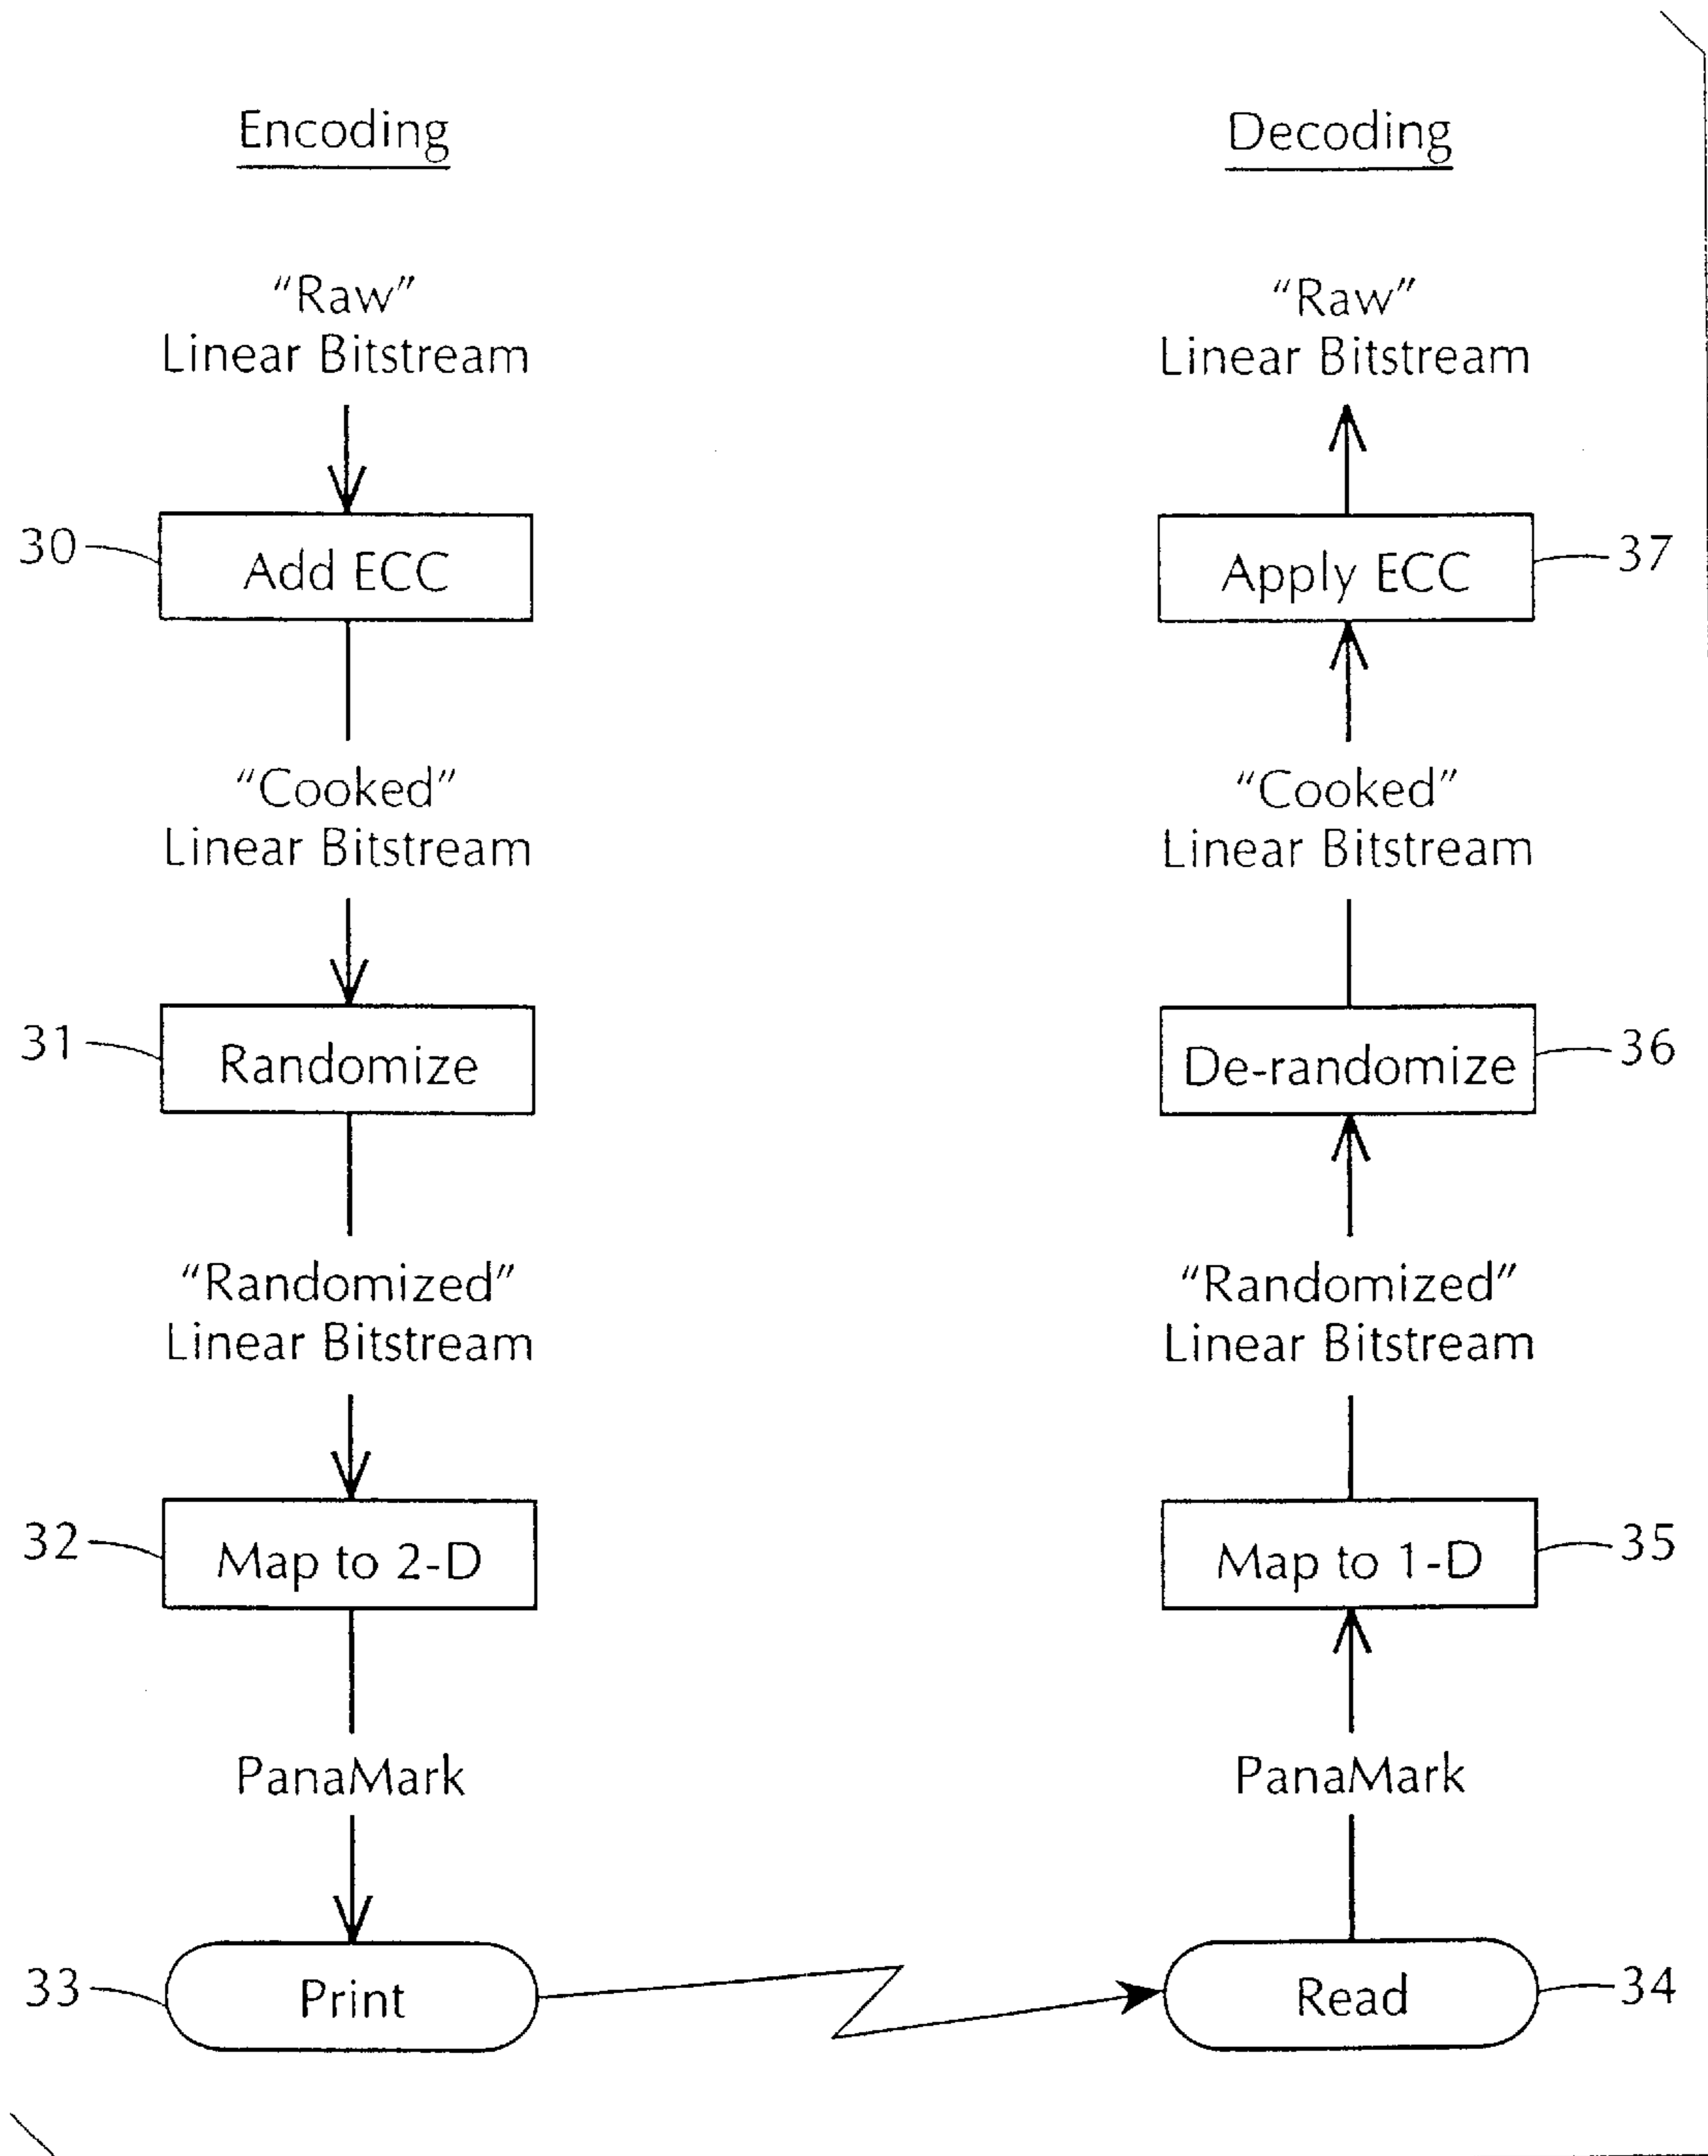 Encoding
"Raw"
Linear Bitstream
30
Add ECC
"Cooked"
Linear Bitstream
31
Randomize
"Randomized"
Linear Bitstream
32
Map to 2-D
PanaMark
33
Print
Decoding
"Raw"
Linear Bitstream
Apply ECC
37
"Cooked"
Linear Bitstream
De-randomize
36
"Randomized"
Linear Bitstream
Map to 1-D
35
PanaMark
Read
34